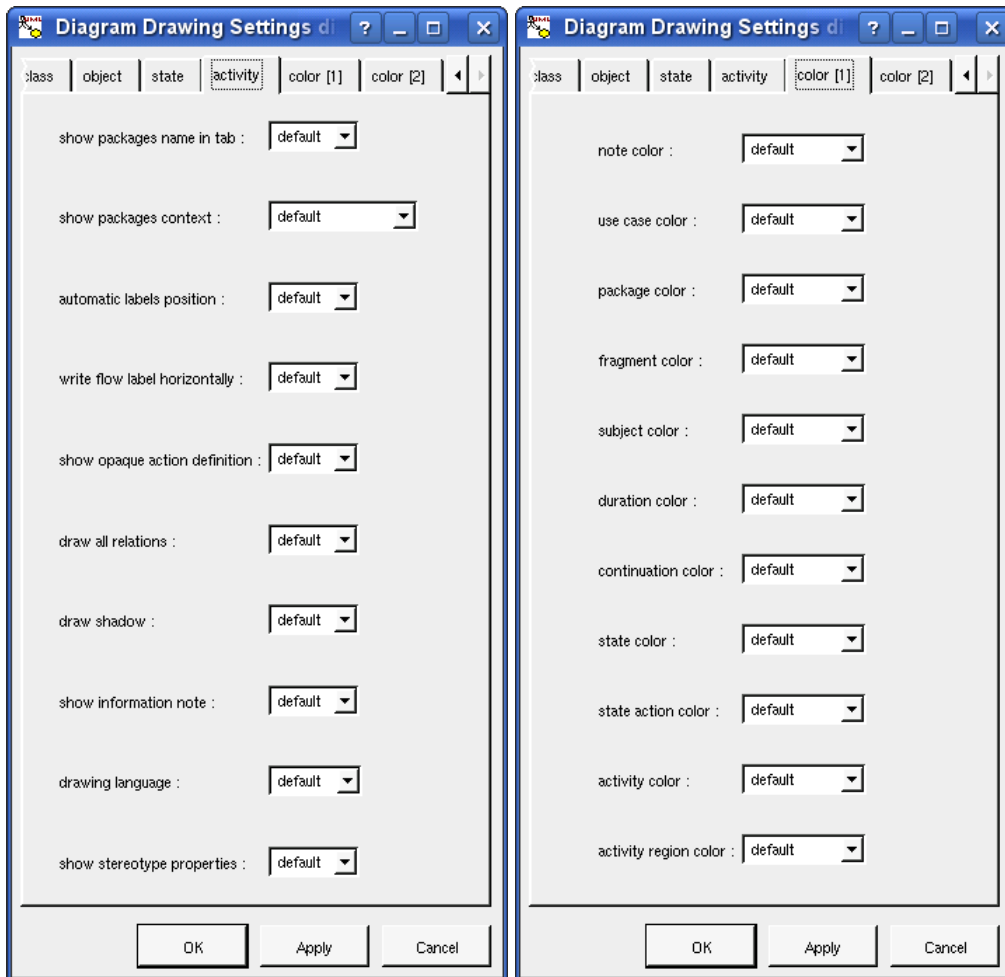 Diagram Drawing Settings di
class object state activity color [1] color [2]
show packages name in tab : default
show packages context : default
automatic labels position : default
write flow label horizontally : default
show opaque action definition : default
draw all relations : default
draw shadow : default
show information note : default
drawing language : default
show stereotype properties : default
OK Apply Cancel
Diagram Drawing Settings di
class object state activity color [1] color [2]
note color : default
use case color : default
package color : default
fragment color : default
subject color : default
duration color : default
continuation color : default
state color : default
state action color : default
activity color : default
activity region color : default
OK Apply Cancel